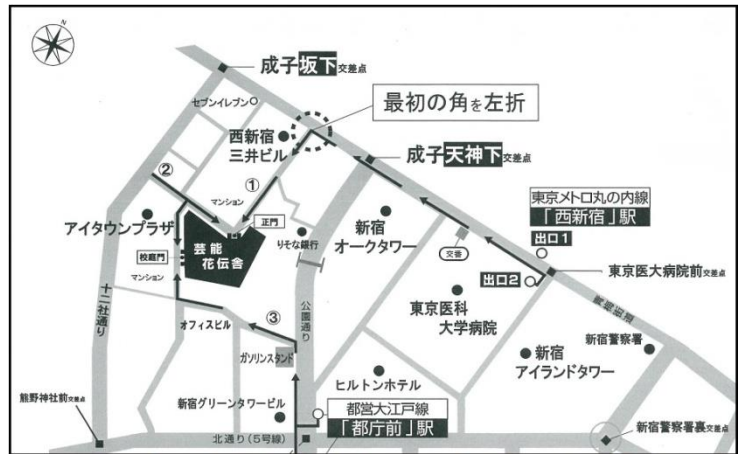 N
成子坂下交差点
セブンイレブン
最初の角を左折
西新宿
三井ビル
成子天神下交差点
②
マンション
①
新宿
オークタワー
東京メトロ丸の内線
「西新宿」駅
出口1
アイタウンプラザ
正門
りそな銀行
交番
校庭門
芸能
花伝舎
出口2
東京医大病院前交差点
マンション
東京医科
大学病院
青梅街道
十二社通り
オフィスビル
③
公園通り
新宿警察署
ガソリンスタンド
新宿
アイランドタワー
ヒルトンホテル
新宿グリーンタワービル
都営大江戸線
「都庁前」駅
熊野神社前交差点
北通り(5号線)
新宿警察署裏交差点